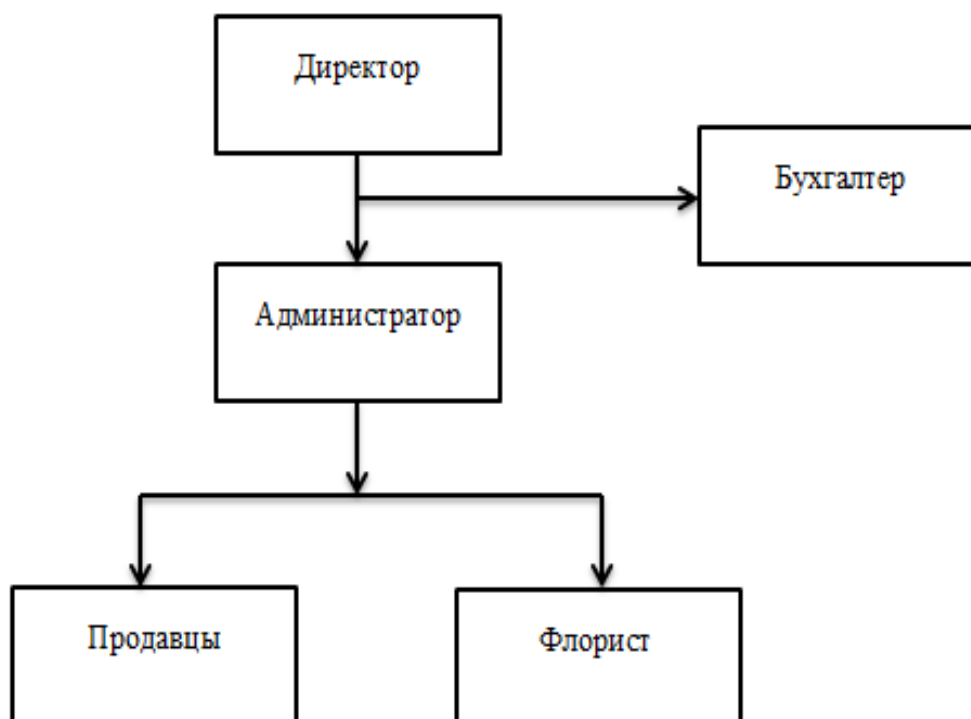 Директор
Бухгалтер
Администратор
Продавцы
Флорист